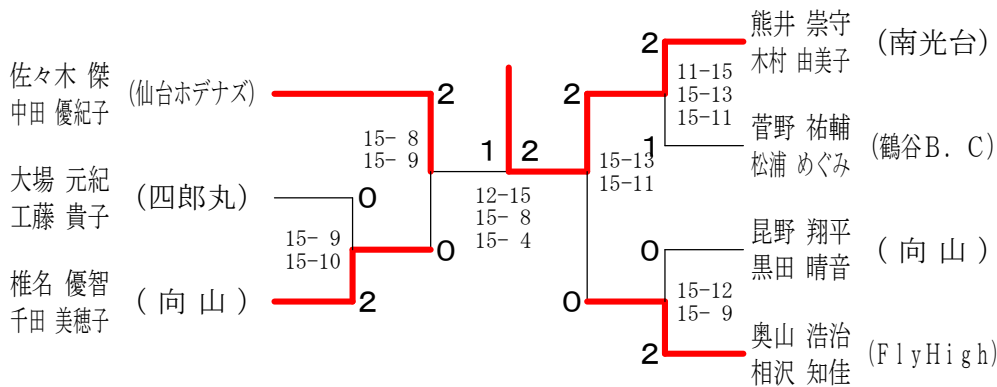 佐々木 傑
中田 優紀子
(仙台ホデナズ)
2
15- 8
15- 9
大場 元紀
工藤 貴子
(四郎丸)
0
15- 9
15-10
0
椎名 優智
千田 美穂子
( 向 山 )
2
1 2
12-15
15- 8
15- 4
2
熊井 崇守
木村 由美子
(南光台)
2
11-15
15-13
15-11
15-13
15-11
1
菅野 祐輔
松浦 めぐみ
(鶴谷Ｂ．Ｃ)
0
昆野 翔平
黒田 晴音
( 向 山 )
0
15-12
15- 9
2
奥山 浩治
相沢 知佳
(ＦｌｙＨｉｇｈ)